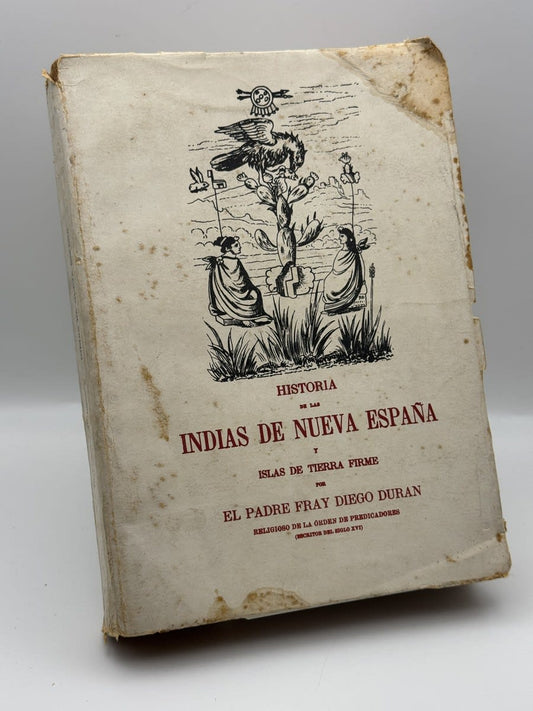 HISTORIA
DE LAS
INDIAS DE NUEVA ESPAÑA
Y
ISLAS DE TIERRA FIRME
POR
EL PADRE FRAY DIEGO DURAN
RELIGIOSO DE LA ÓRDEN DE PREDICADORES
(ESCRITOR DEL SIGLO XVI)